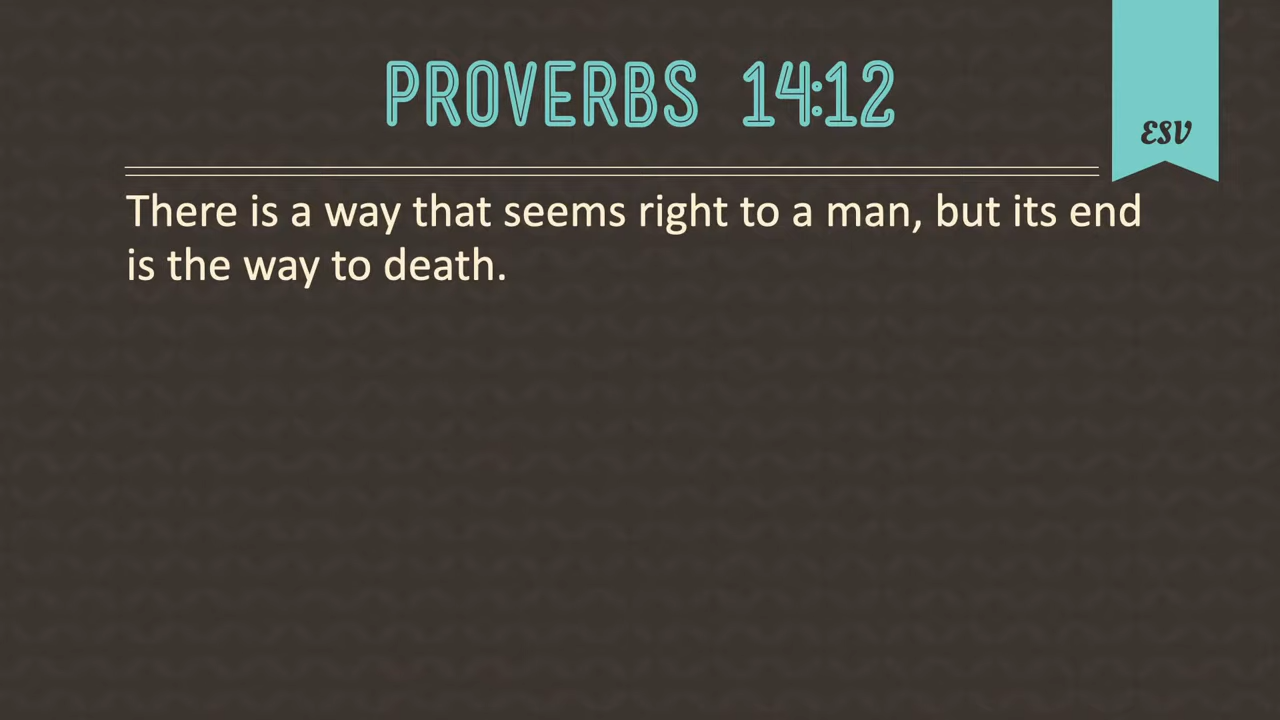 PROVERBS 14:12
ESV
There is a way that seems right to a man, but its end
is the way to death.